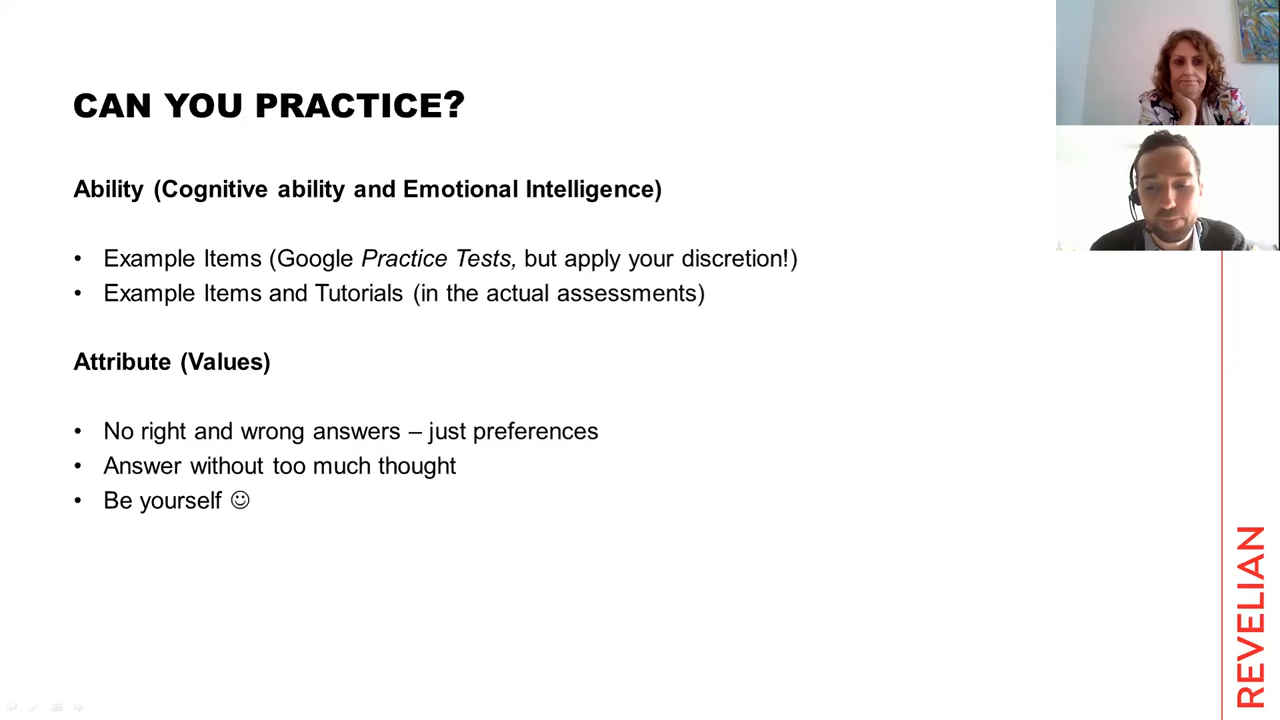 CAN YOU PRACTICE?
Ability (Cognitive ability and Emotional Intelligence)
• Example Items (Google Practice Tests, but apply your discretion!)
• Example Items and Tutorials (in the actual assessments)
Attribute (Values)
• No right and wrong answers – just preferences
• Answer without too much thought
• Be yourself ☺
REVELIAN